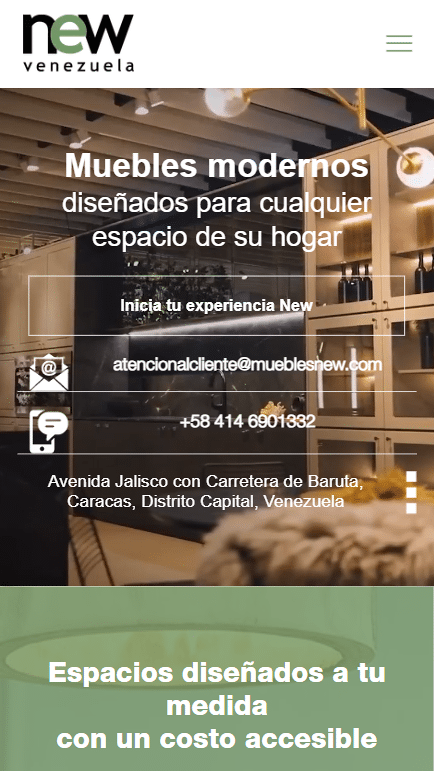 new
venezuela
Muebles modernos
diseñados para cualquier
espacio de su hogar
Inicia tu experiencia New
atencionalcliente@mueblesnew.com
+58 414 6901332
Avenida Jalisco con Carretera de Baruta,
Caracas, Distrito Capital, Venezuela
Espacios diseñados a tu
medida
con un costo accesible